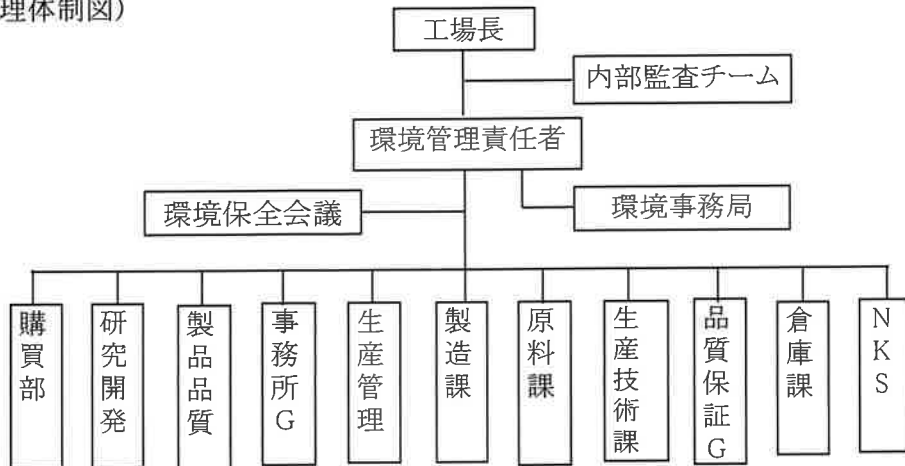 理体制図)
工場長
内部監査チーム
環境管理責任者
環境保全会議
環境事務局
購買部
研究開発
製品品質
事務所G
生産管理
製造課
原料課
生産技術課
品質保証G
倉庫課
NKS